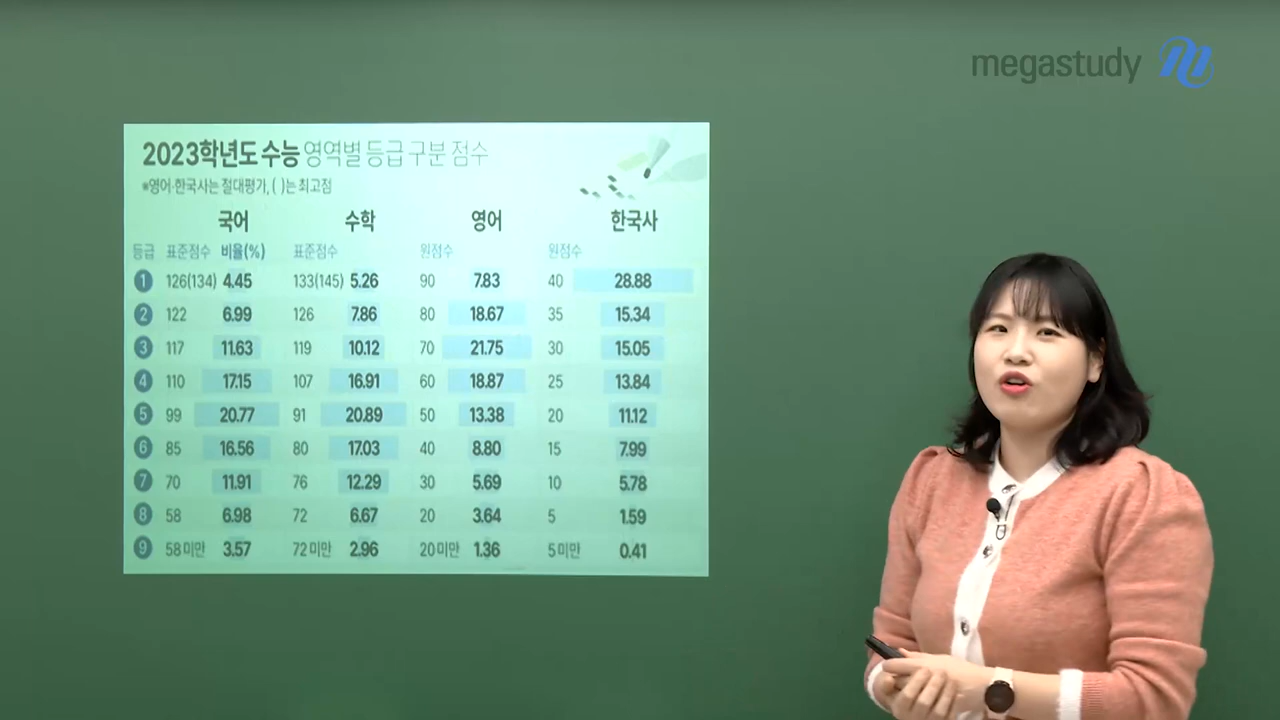 megastudy
2023학년도 수능 영역별 등급 구분 점수
※영어·한국사는 절대평가, ( )는 최고점
국어 수학 영어 한국사
등급 표준점수 비율(%) 표준점수 원점수 원점수
1 126(134) 4.45 133(145) 5.26 90 7.83 40 28.88
2 122 6.99 126 7.86 80 18.67 35 15.34
3 117 11.63 119 10.12 70 21.75 30 15.05
4 110 17.15 107 16.91 60 18.87 25 13.84
5 99 20.77 91 20.89 50 13.38 20 11.12
6 85 16.56 80 17.03 40 8.80 15 7.99
7 70 11.91 76 12.29 30 5.69 10 5.78
8 58 6.98 72 6.67 20 3.64 5 1.59
9 58 미만 3.57 72 미만 2.96 20 미만 1.36 5 미만 0.41